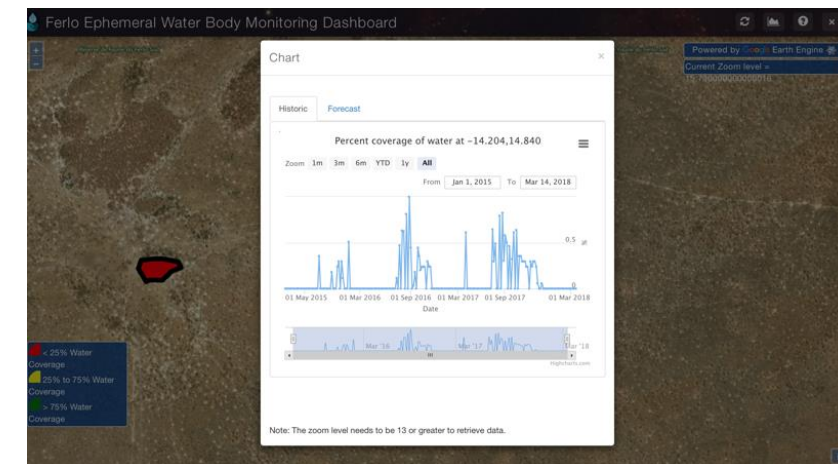 Ferlo Ephemeral Water Body Monitoring Dashboard
Powered by Google Earth Engine
Current Zoom level =
Chart
×
Historic
Forecast
Percent coverage of water at −14.204,14.840
Zoom 1m 3m 6m YTD 1y All
From Jan 1, 2015 To Mar 14, 2018
0.5 %
0
01 May 2015 01 Mar 2016 01 Sep 2016 01 Mar 2017 01 Sep 2017 01 Mar 2018
Date
Mar '16 Mar '17 Mar '18
Highcharts.com
Note: The zoom level needs to be 13 or greater to retrieve data.
< 25% Water
Coverage
25% to 75% Water
Coverage
> 75% Water
Coverage